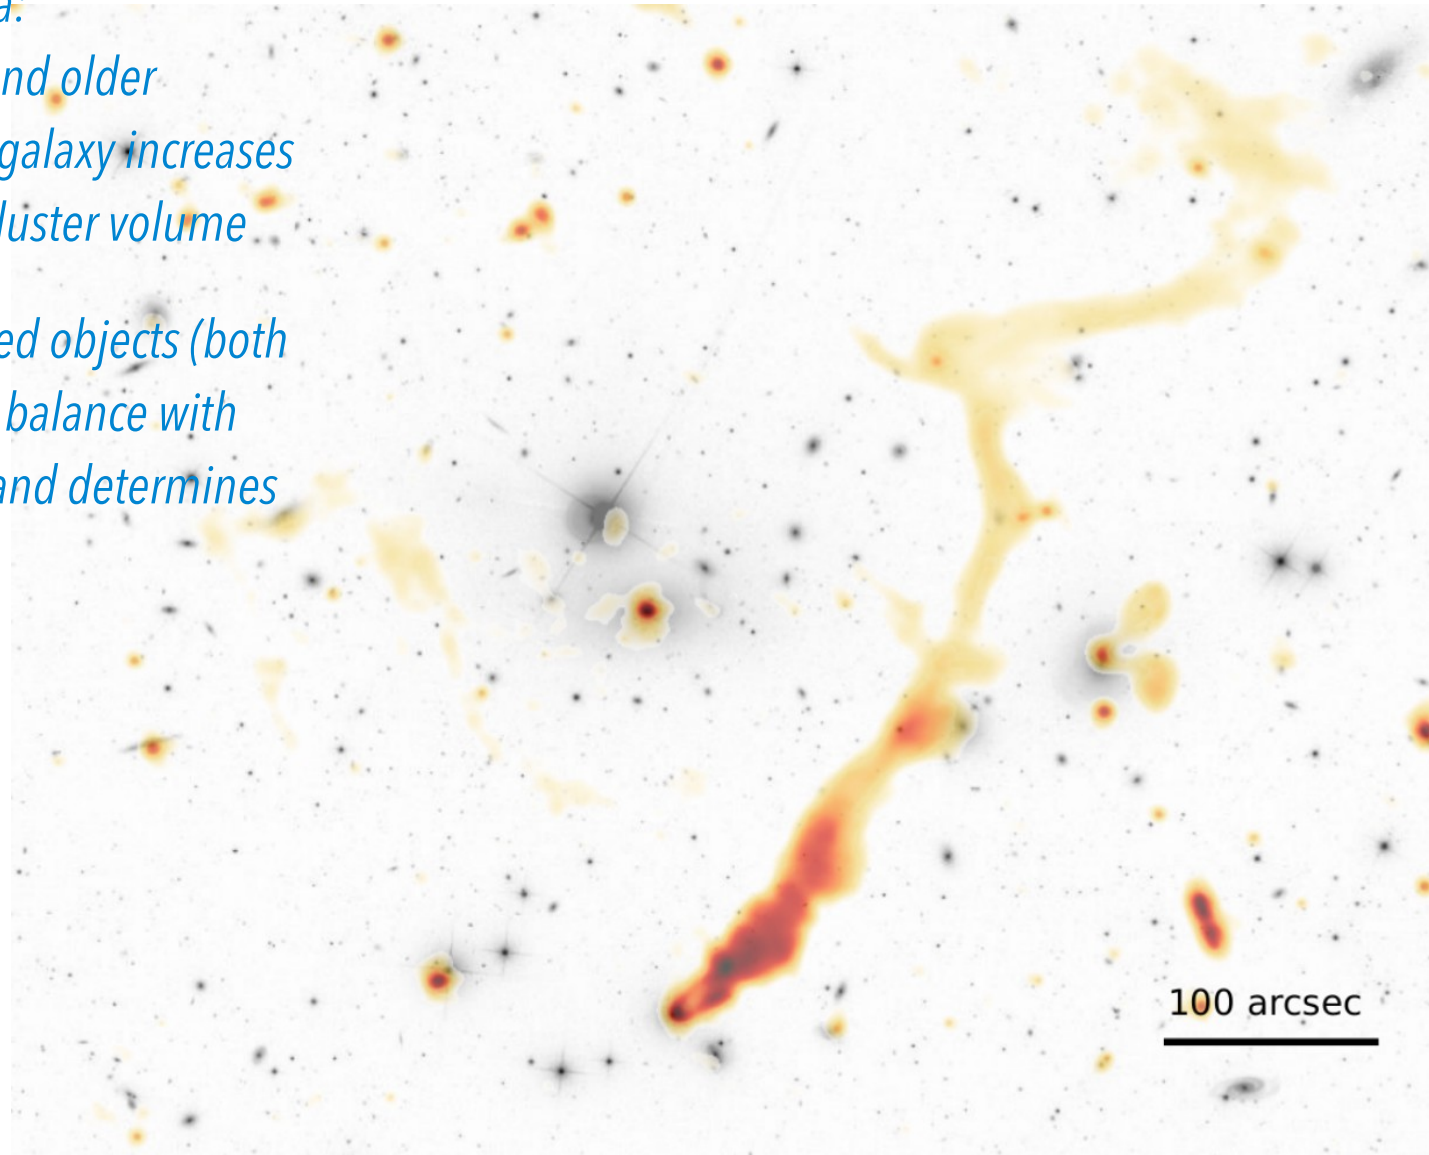 a:
nd older
galaxy increases
luster volume
ed objects (both
balance with
and determines
100 arcsec